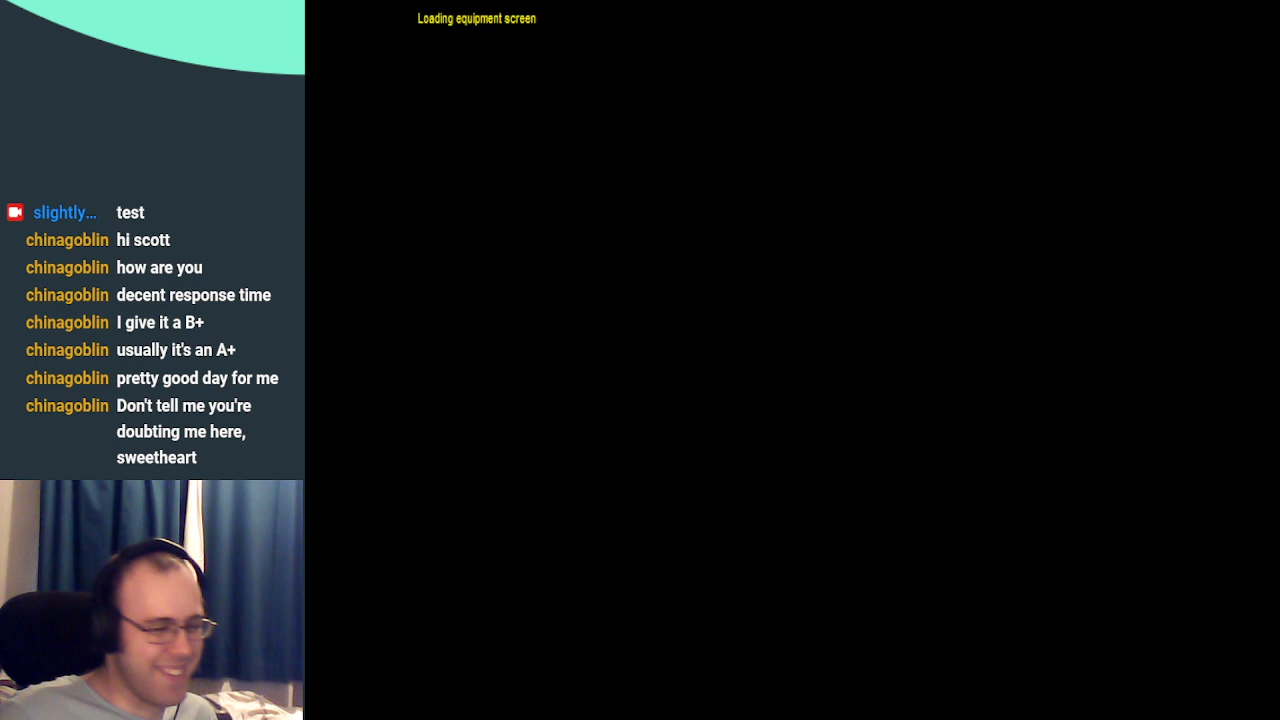 Loading equipment screen
slightly... test
chinagoblin hi scott
chinagoblin how are you
chinagoblin decent response time
chinagoblin I give it a B+
chinagoblin usually it's an A+
chinagoblin pretty good day for me
chinagoblin Don't tell me you're
doubting me here,
sweetheart